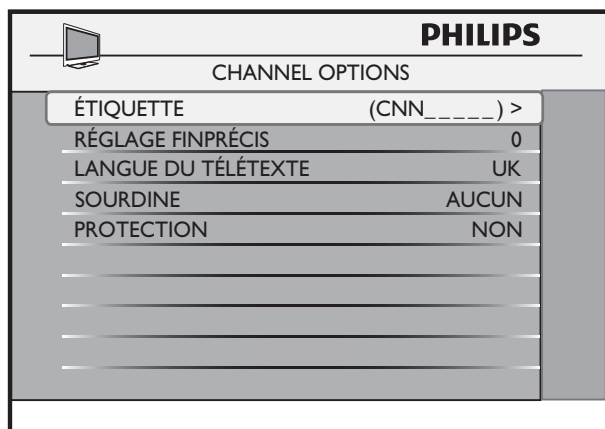 PHILIPS
CHANNEL OPTIONS
ÉTIQUETTE (CNN_____) >
RÉGLAGE FINPRÉCIS 0
LANGUE DU TÉLÉTEXTE UK
SOURDINE AUCUN
PROTECTION NON